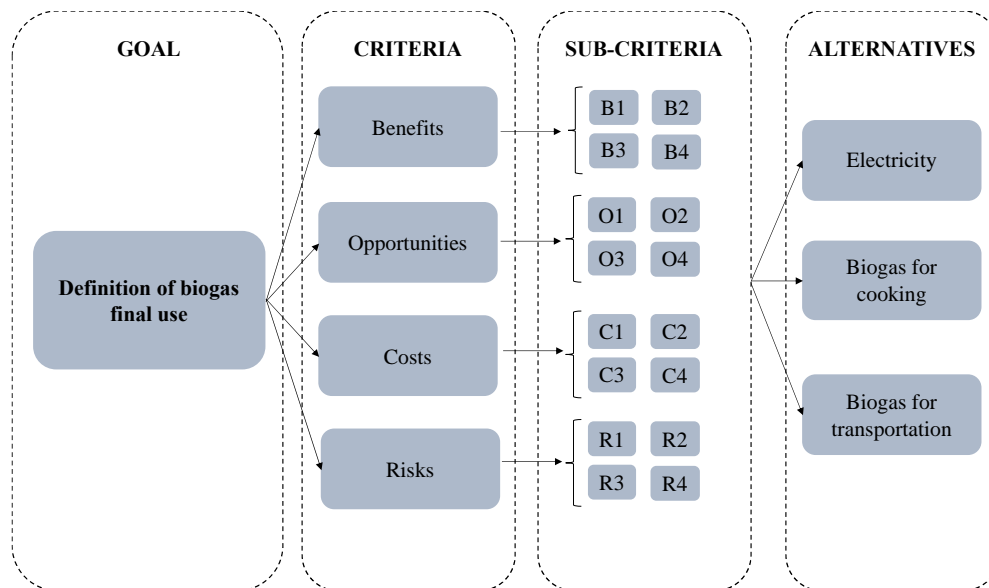 GOAL
CRITERIA
SUB-CRITERIA
ALTERNATIVES
Definition of biogas
final use
Benefits
Opportunities
Costs
Risks
B1 B2
B3 B4
O1 O2
O3 O4
C1 C2
C3 C4
R1 R2
R3 R4
Electricity
Biogas for
cooking
Biogas for
transportation